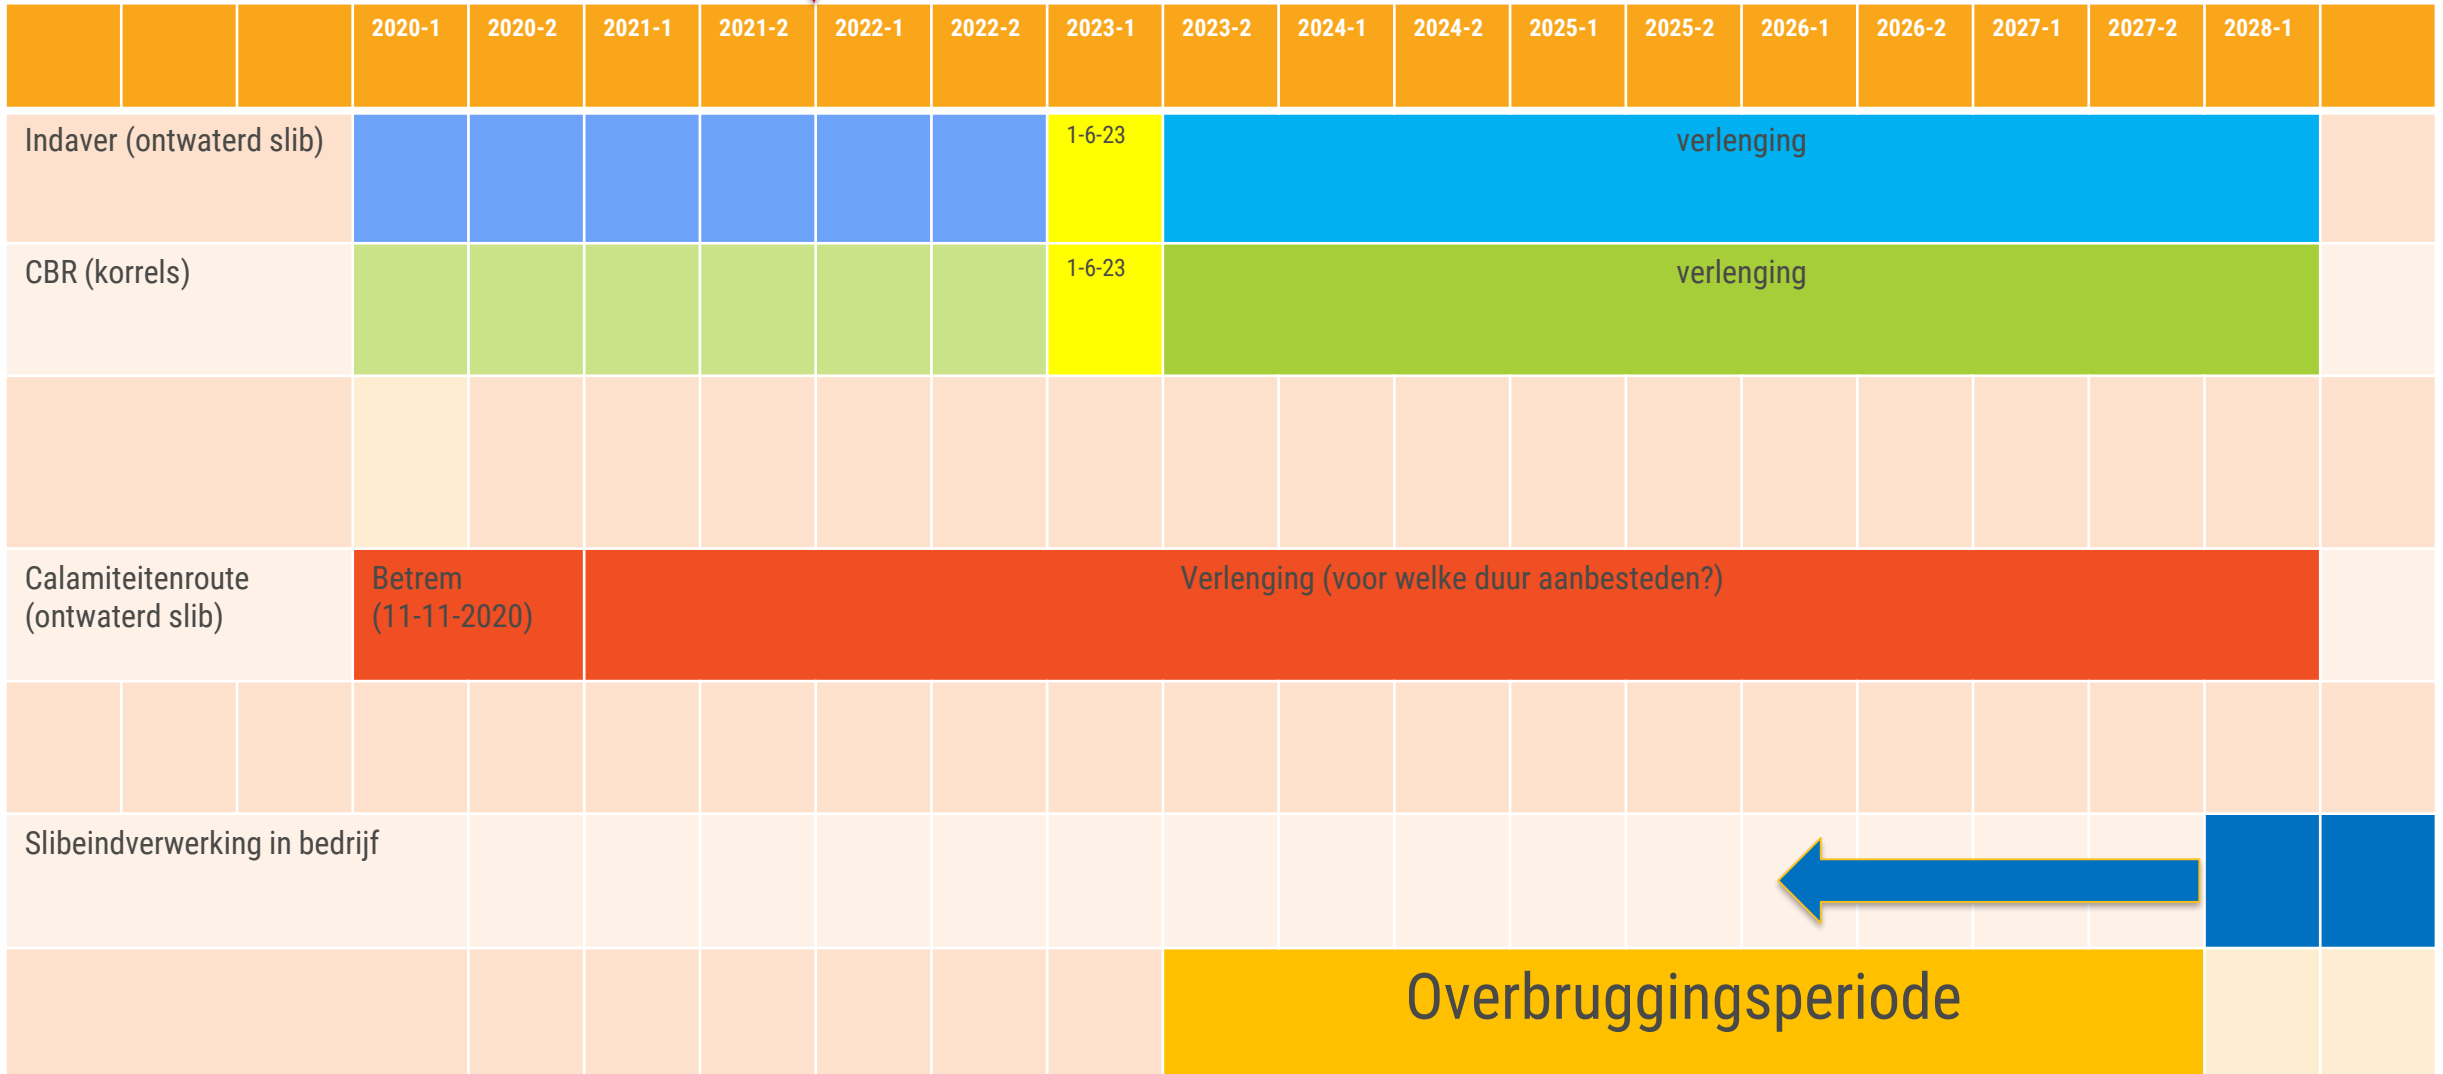 2020-1 2020-2 2021-1 2021-2 2022-1 2022-2 2023-1 2023-2 2024-1 2024-2 2025-1 2025-2 2026-1 2026-2 2027-1 2027-2 2028-1
Indaver (ontwaterd slib) 1-6-23 verlenging
CBR (korrels) 1-6-23 verlenging
Calamiteitenroute
(ontwaterd slib)
Betrem
(11-11-2020)
Verlenging (voor welke duur aanbesteden?)
Slibeindverwerking in bedrijf
Overbruggingsperiode